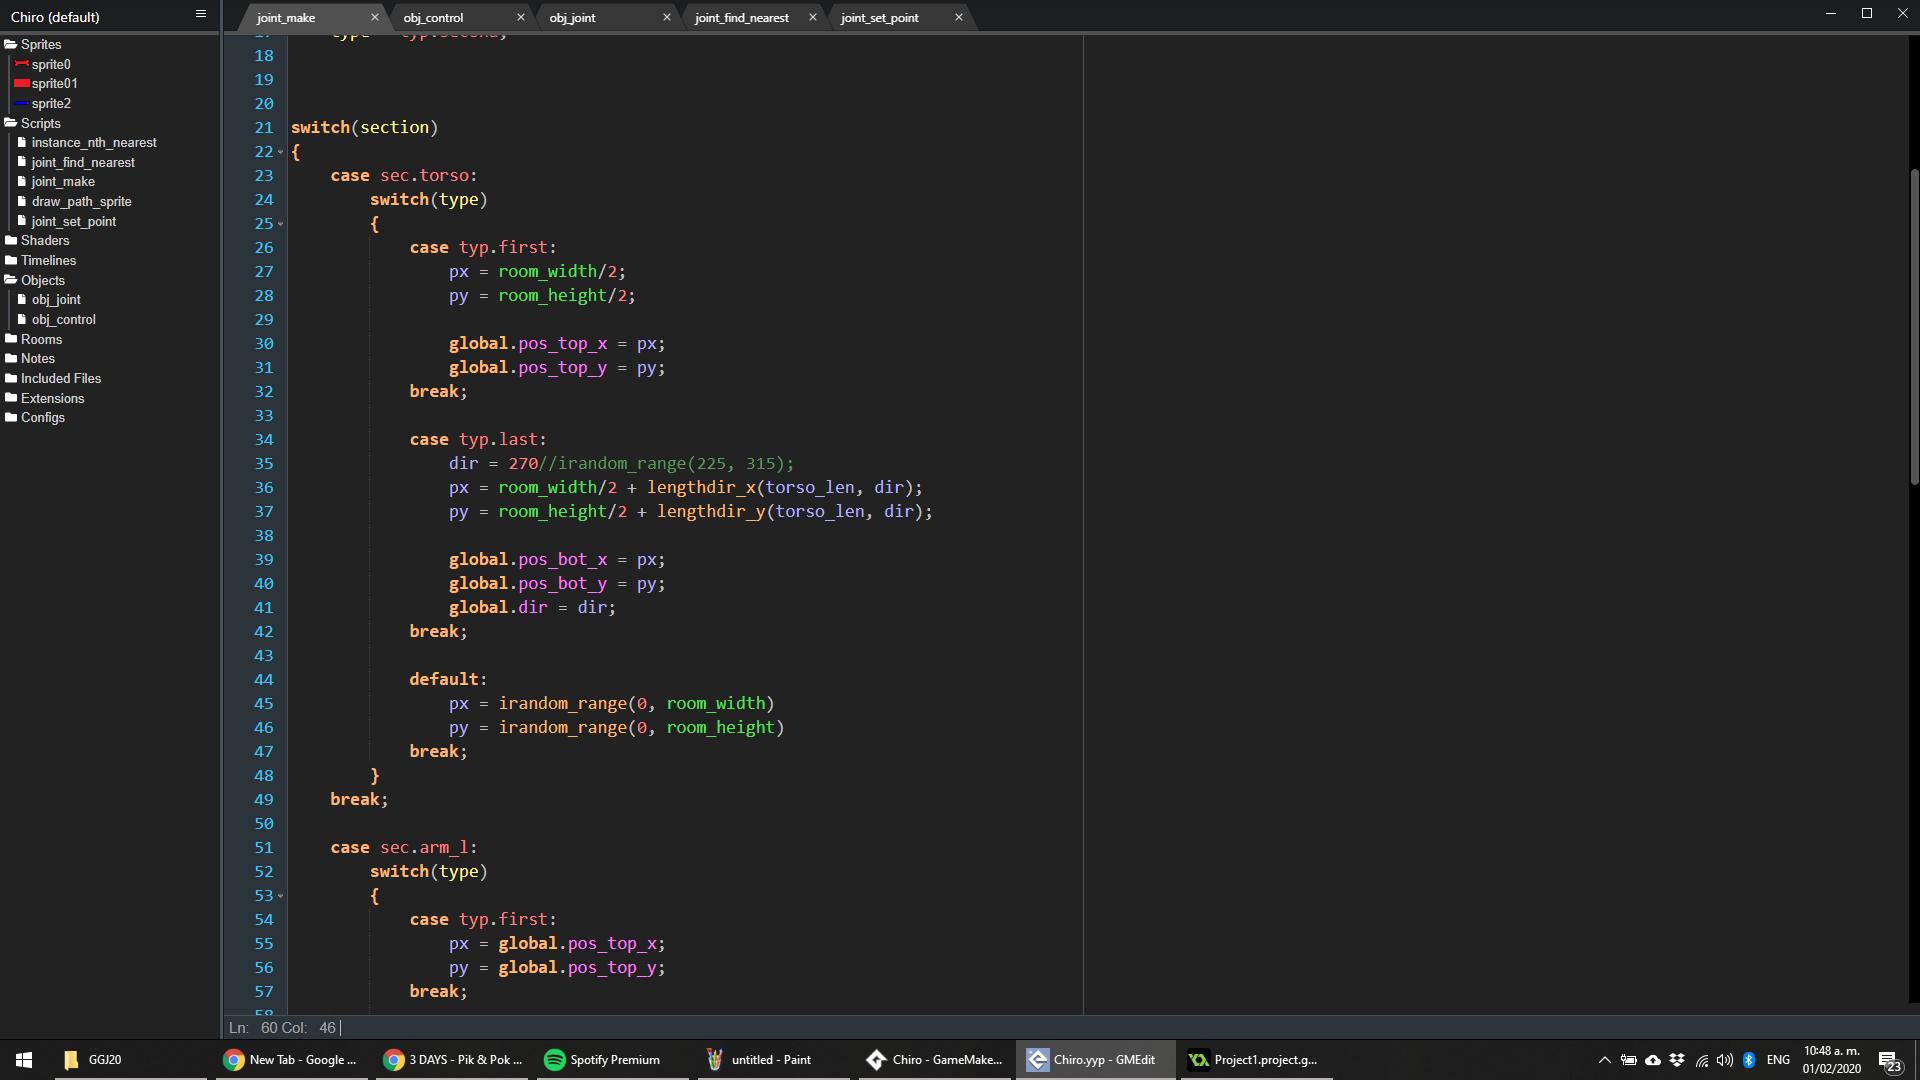 Chiro (default)
joint_make
obj_control
obj_joint
joint_find_nearest
joint_set_point
Sprites
sprite0
sprite01
sprite2
Scripts
instance_nth_nearest
joint_find_nearest
joint_make
draw_path_sprite
joint_set_point
Shaders
Timelines
Objects
obj_joint
obj_control
Rooms
Notes
Included Files
Extensions
Configs
18
19
20
21 switch(section)
22 {
23 case sec.torso:
24 switch(type)
25 {
26 case typ.first:
27 px = room_width/2;
28 py = room_height/2;
29
30 global.pos_top_x = px;
31 global.pos_top_y = py;
32 break;
33
34 case typ.last:
35 dir = 270//irandom_range(225, 315);
36 px = room_width/2 + lengthdir_x(torso_len, dir);
37 py = room_height/2 + lengthdir_y(torso_len, dir);
38
39 global.pos_bot_x = px;
40 global.pos_bot_y = py;
41 global.dir = dir;
42 break;
43
44 default:
45 px = irandom_range(0, room_width)
46 py = irandom_range(0, room_height)
47 break;
48 }
49 break;
50
51 case sec.arm_l:
52 switch(type)
53 {
54 case typ.first:
55 px = global.pos_top_x;
56 py = global.pos_top_y;
57 break;
Ln: 60 Col: 46
GGJ20
New Tab - Google ...
3 DAYS - Pik & Pok ...
Spotify Premium
untitled - Paint
Chiro - GameMake...
Chiro.yyp - GMEdit
Project1.project.g...
ENG
10:48 a. m.
01/02/2020
23